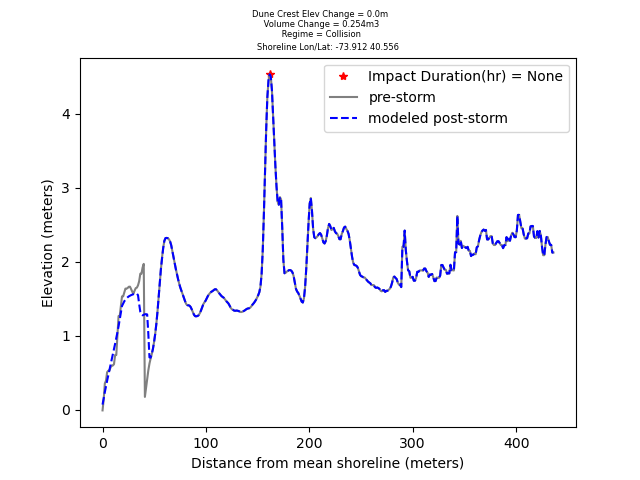 Dune Crest Elev Change = 0.0m
Volume Change = 0.254m3
Regime = Collision
Shoreline Lon/Lat: -73.912 40.556
Impact Duration(hr) = None
pre-storm
modeled post-storm
Elevation (meters)
4
3
2
1
0
0 100 200 300 400
Distance from mean shoreline (meters)